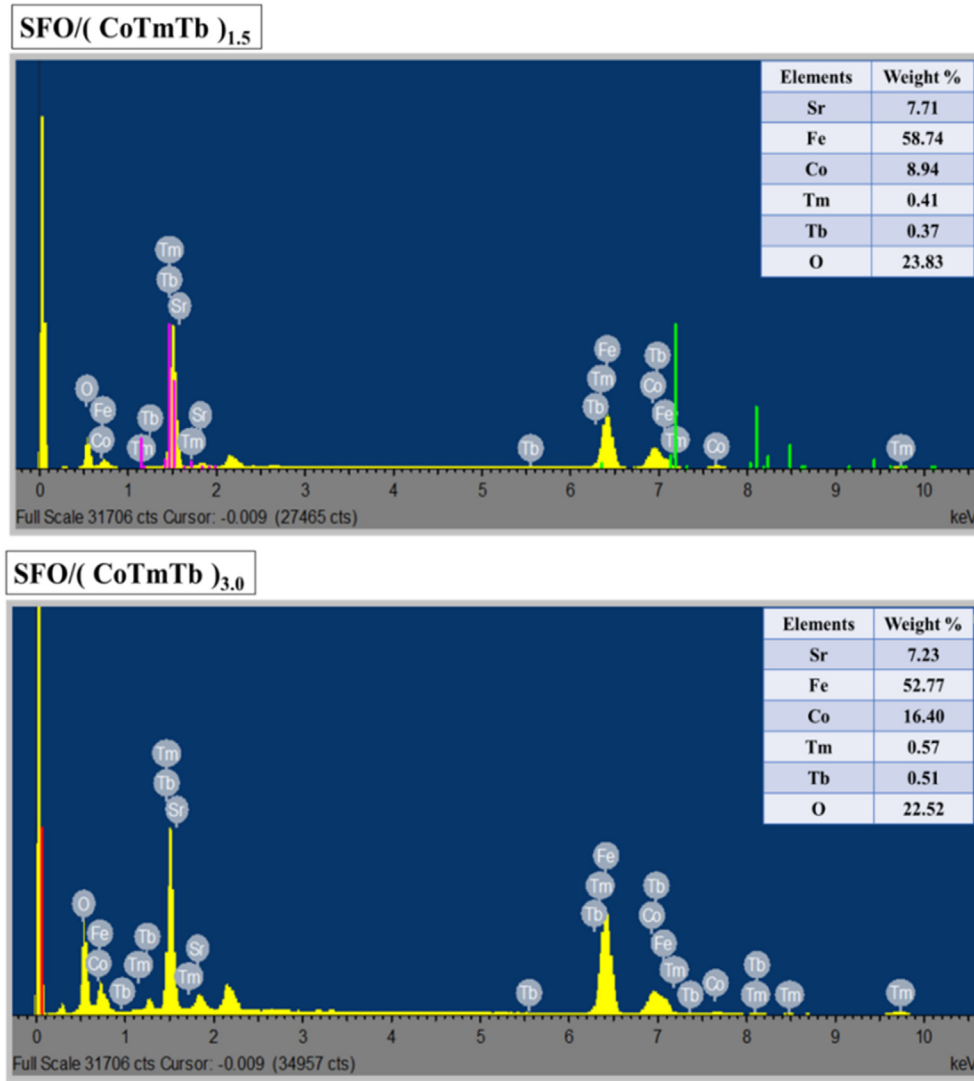 SFO/( CoTmTb )1.5
Elements Weight %
Sr 7.71
Fe 58.74
Co 8.94
Tm 0.41
Tb 0.37
O 23.83
Tm
Tb
Sr
O
Fe
Co
Tb
Tm
Sr
Tm
Fe
Tm
Tb
Tb
Co
Fe
Tm
Tb
Co
Tm
0 1 2 3 4 5 6 7 8 9 10
Full Scale 31706 cts Cursor: -0.009 (27465 cts) keV
SFO/( CoTmTb )3.0
Elements Weight %
Sr 7.23
Fe 52.77
Co 16.40
Tm 0.57
Tb 0.51
O 22.52
Tm
Tb
Sr
O
Fe
Co
Tb
Tb
Tm
Sr
Tm
Fe
Tm
Tb
Tb
Co
Fe
Tm
Tb
Tb
Co
Tb
Tm
Tm
Tm
0 1 2 3 4 5 6 7 8 9 10
Full Scale 31706 cts Cursor: -0.009 (34957 cts) keV